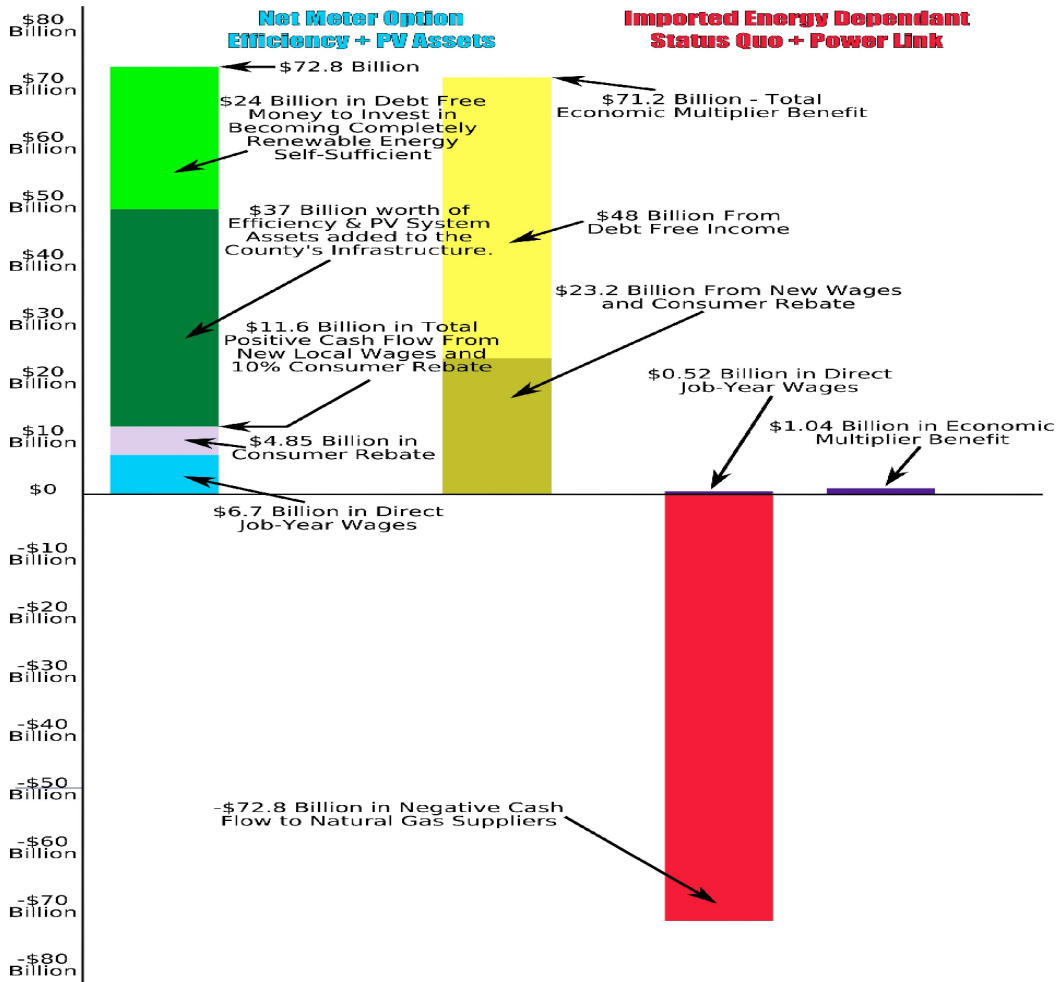 Net Meter Option
Efficiency + PV Assets
Imported Energy Dependant
Status Quo + Power Link
$80
Billion
$70
Billion
$60
Billion
$50
Billion
$40
Billion
$30
Billion
$20
Billion
$10
Billion
$0
-$10
Billion
-$20
Billion
-$30
Billion
-$40
Billion
-$50
Billion
-$60
Billion
-$70
Billion
-$80
Billion
$72.8 Billion
$24 Billion in Debt Free
Money to Invest in
Becoming Completely
Renewable Energy
Self-Sufficient
$37 Billion worth of
Efficiency & PV System
Assets added to the
County's Infrastructure.
$11.6 Billion in Total
Positive Cash Flow From
New Local Wages and
10% Consumer Rebate
$4.85 Billion in
Consumer Rebate
$6.7 Billion in Direct
Job-Year Wages
$71.2 Billion - Total
Economic Multiplier Benefit
$48 Billion From
Debt Free Income
$23.2 Billion From New Wages
and Consumer Rebate
$0.52 Billion in Direct
Job-Year Wages
$1.04 Billion in Economic
Multiplier Benefit
-$72.8 Billion in Negative Cash
Flow to Natural Gas Suppliers